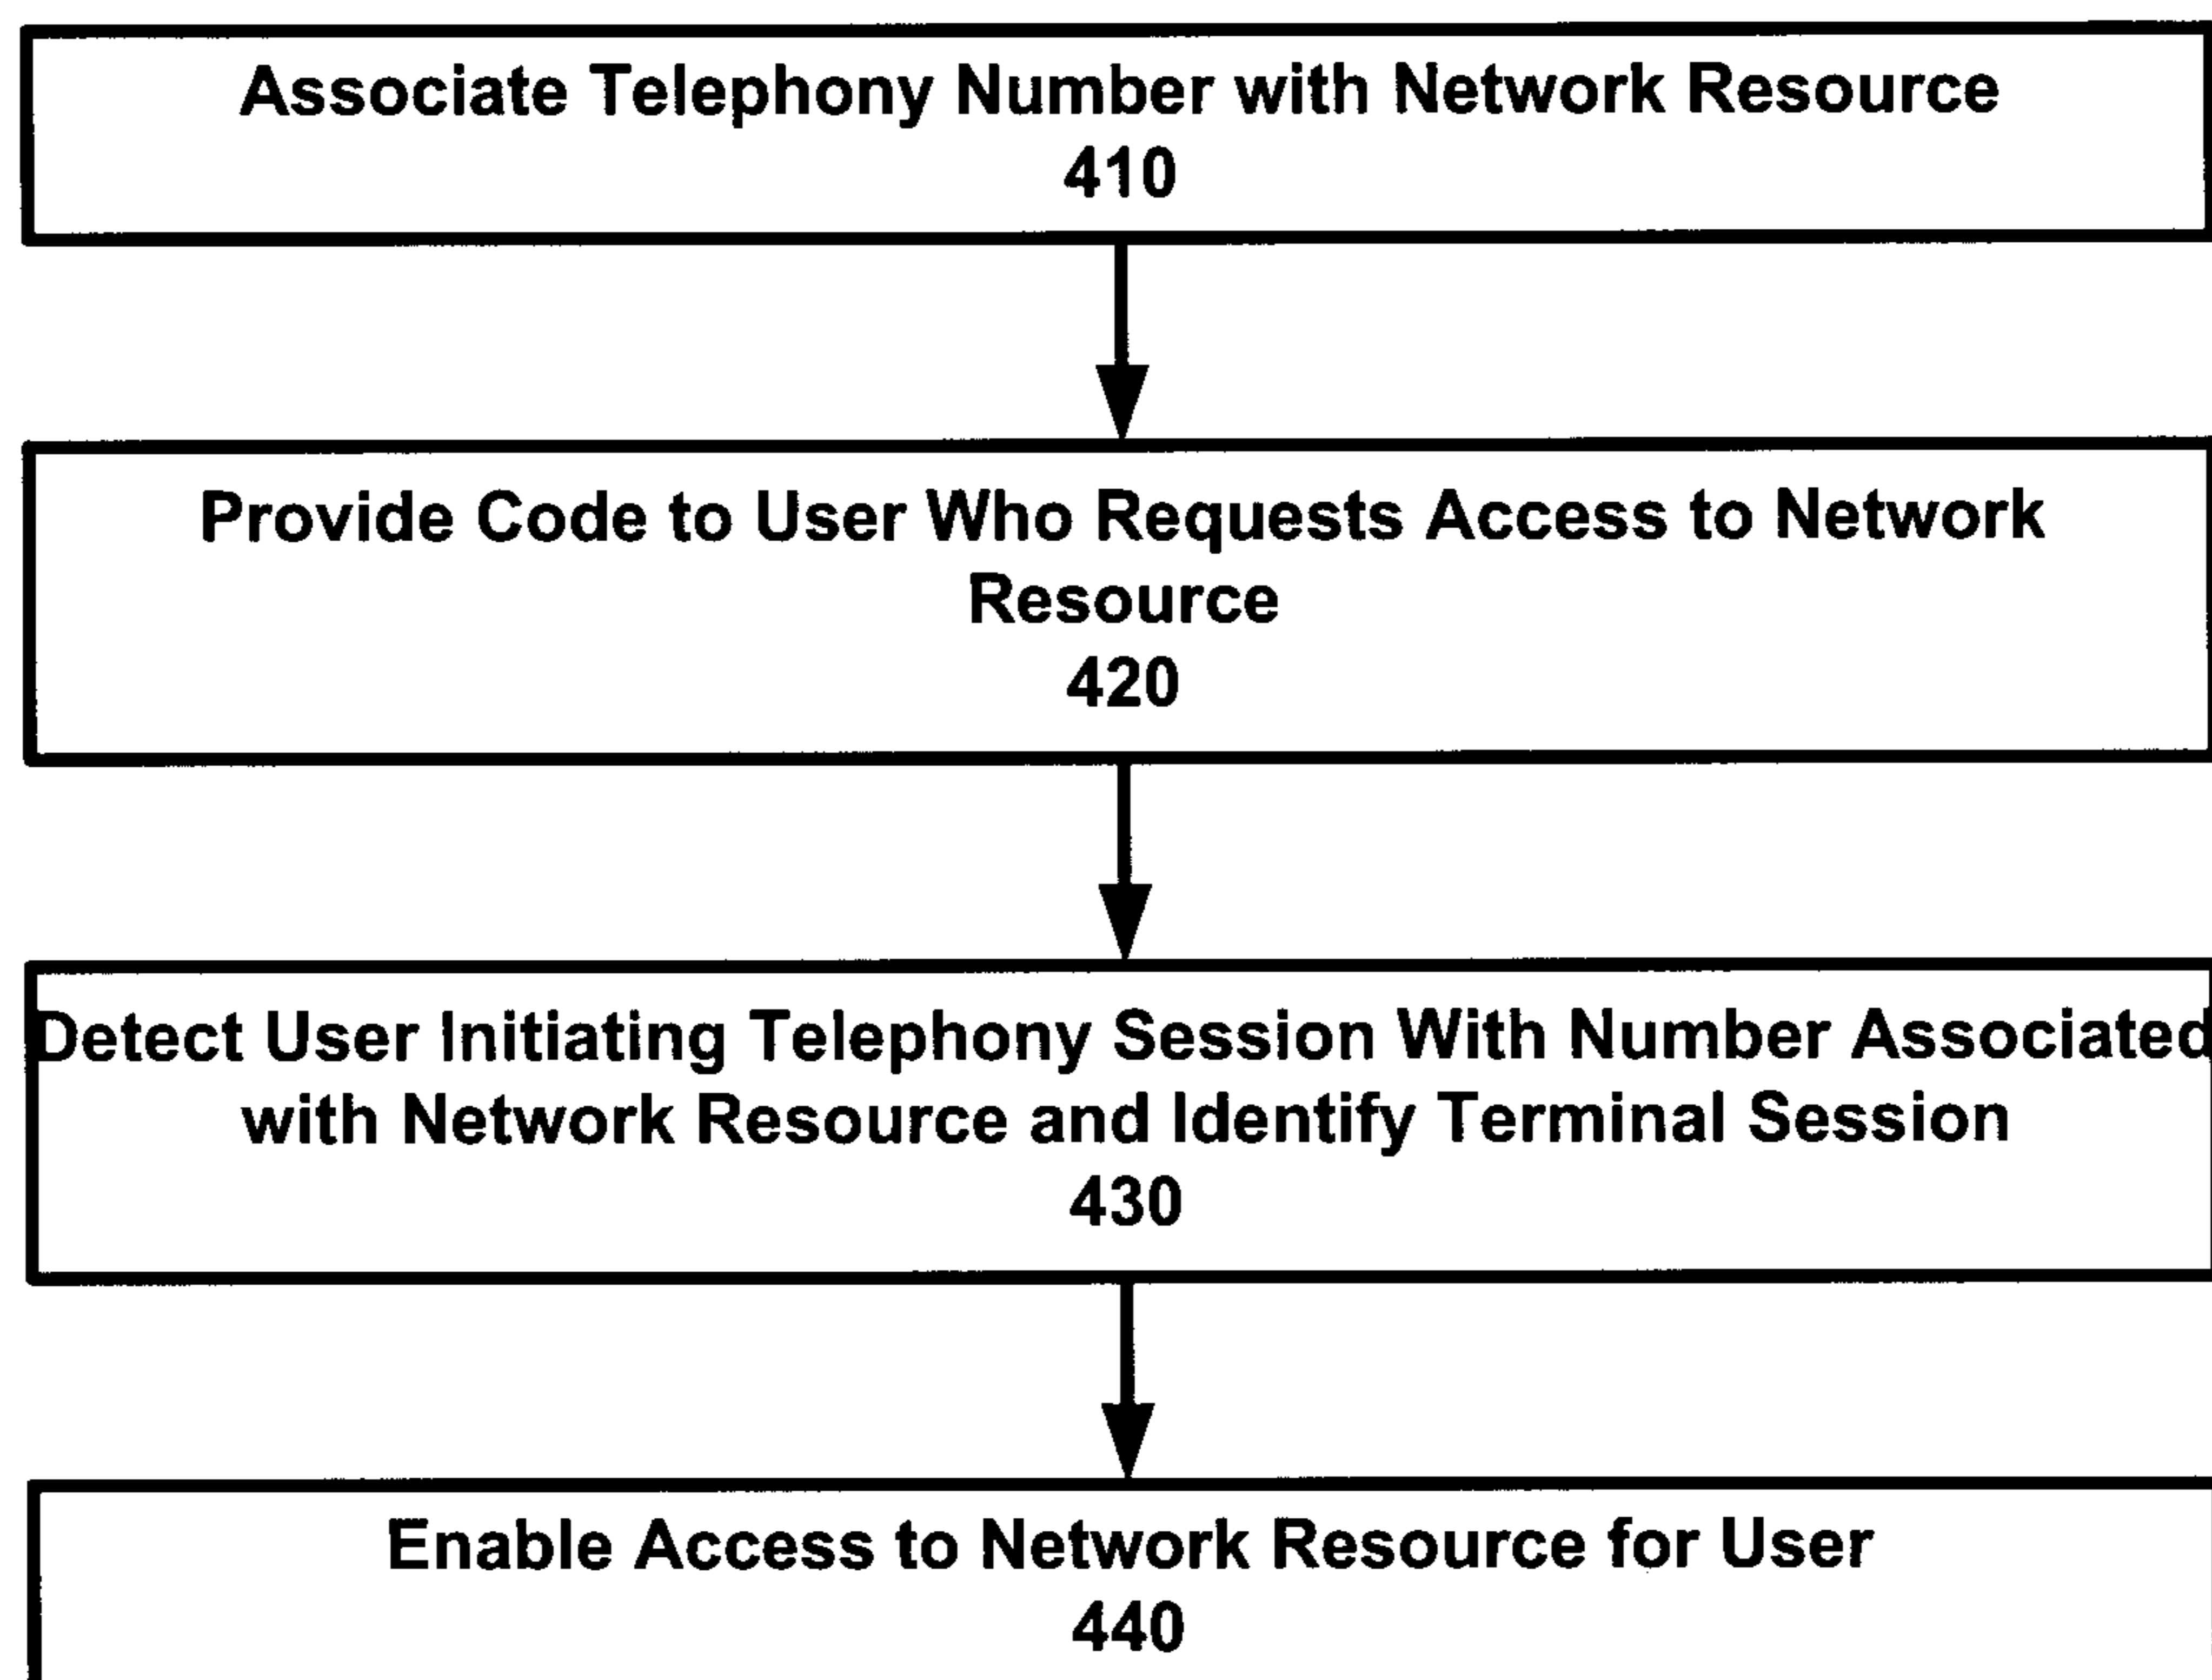 Associate Telephony Number with Network Resource
410
Provide Code to User Who Requests Access to Network
Resource
420
Detect User Initiating Telephony Session With Number Associated
with Network Resource and Identify Terminal Session
430
Enable Access to Network Resource for User
440